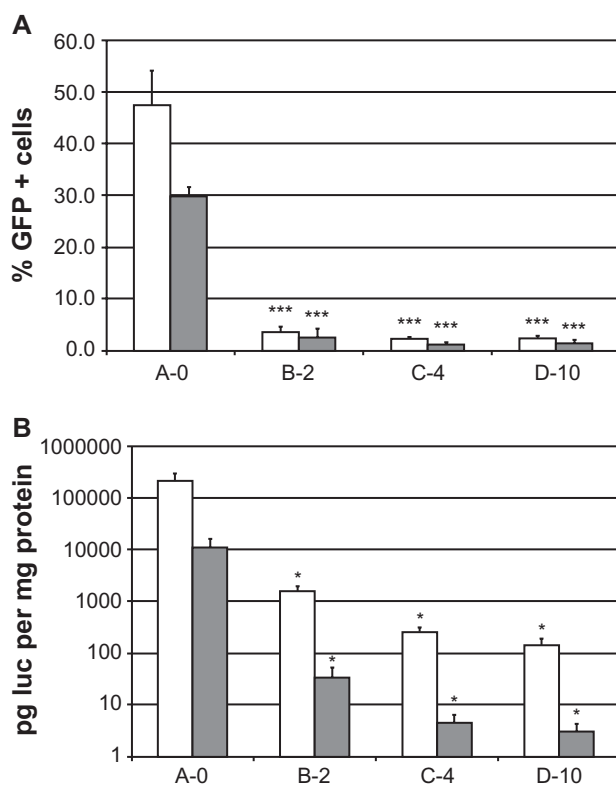 A
% GFP + cells
60.0
50.0
40.0
30.0
20.0
10.0
0.0
*** *** *** *** *** ***
A-0 B-2 C-4 D-10
B
pg luc per mg protein
1000000
100000
10000
1000
100
10
1
* * * * * *
A-0 B-2 C-4 D-10